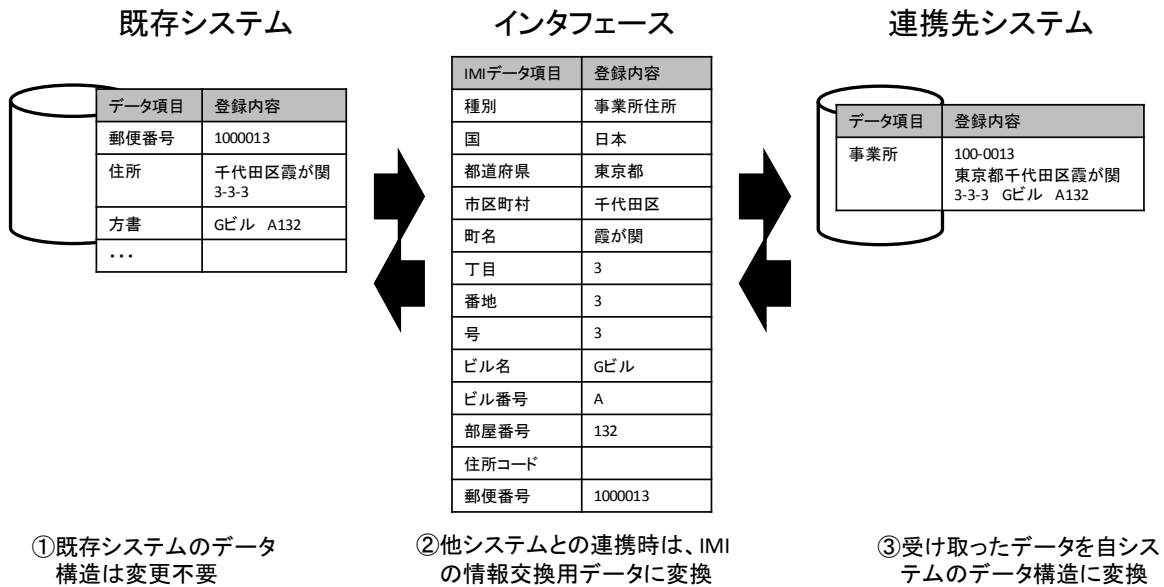 既存システム
インタフェース
連携先システム
データ項目 登録内容
郵便番号 1000013
住所 千代田区霞が関
3-3-3
方書 Gビル A132
・・・
IMIデータ項目 登録内容
種別 事業所住所
国 日本
都道府県 東京都
市区町村 千代田区
町名 霞が関
丁目 3
番地 3
号 3
ビル名 Gビル
ビル番号 A
部屋番号 132
住所コード
郵便番号 1000013
データ項目 登録内容
事業所 100-0013
東京都千代田区霞が関
3-3-3 Gビル A132
①既存システムのデータ
構造は変更不要
②他システムとの連携時は、IMI
の情報交換用データに変換
③受け取ったデータを自シス
テムのデータ構造に変換